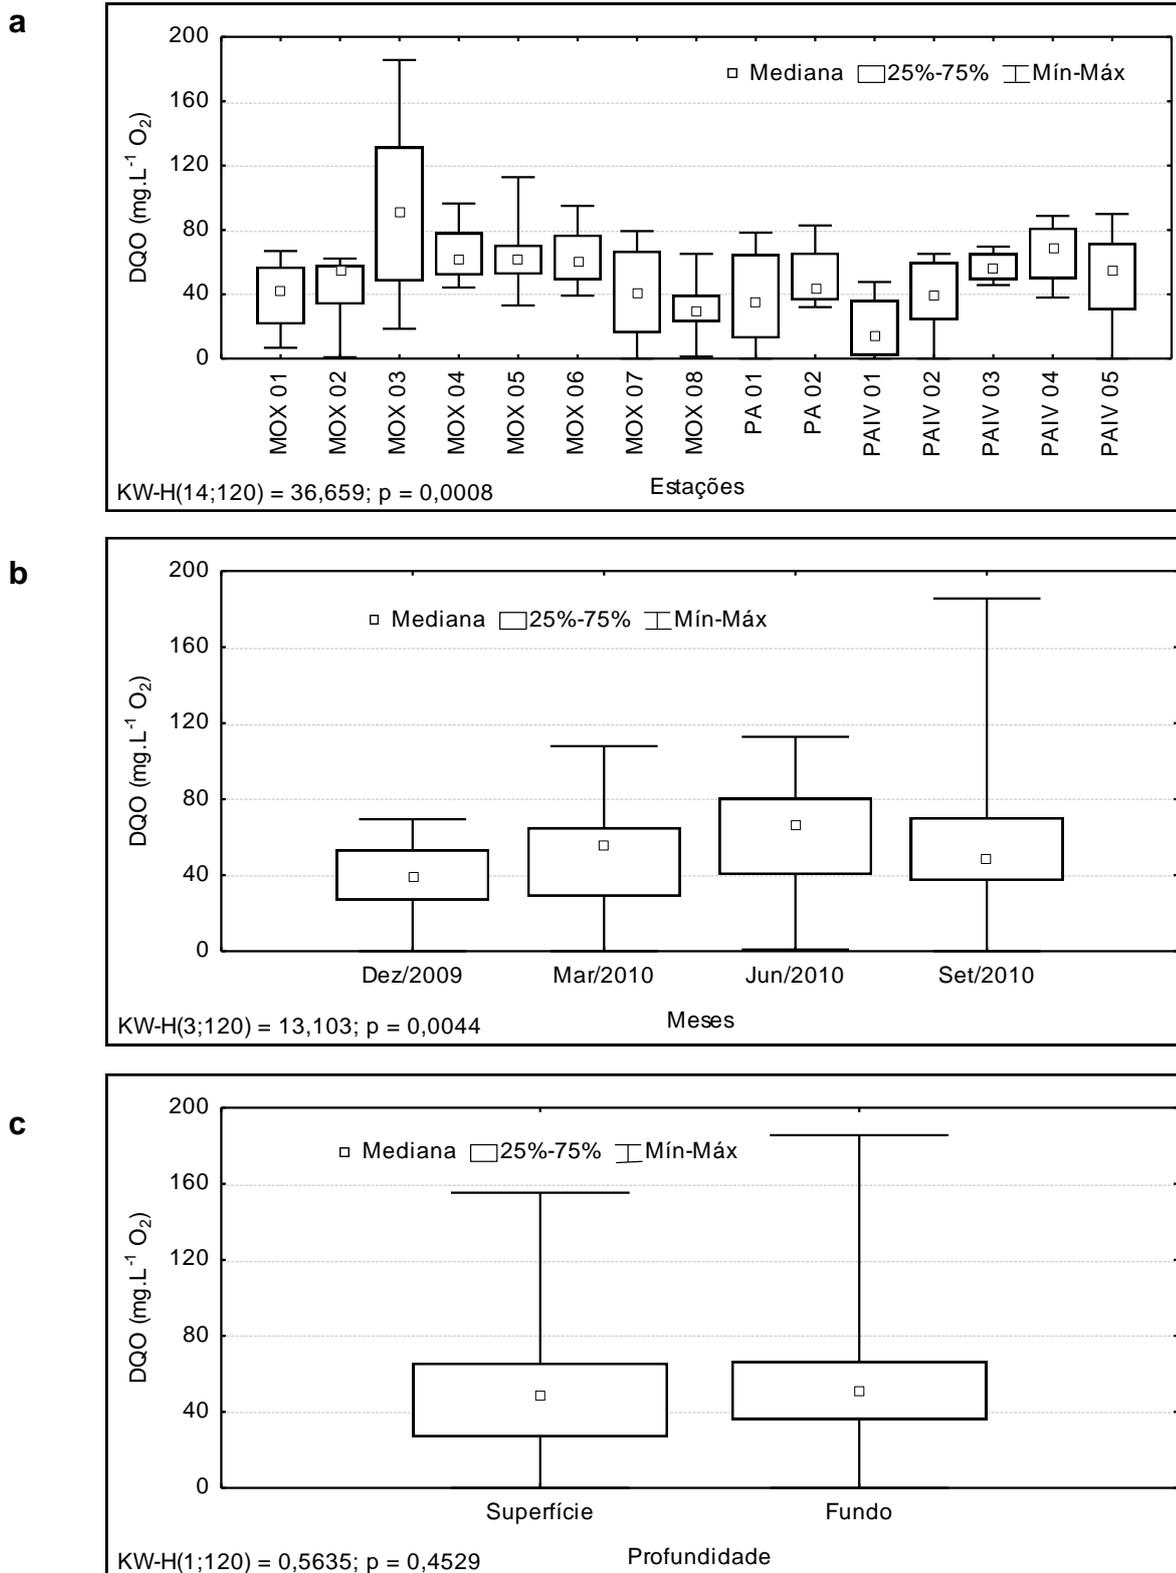 a
200
160
120
80
40
0
DQO (mg.L⁻¹ O₂)
Mediana 25%-75% Mín-Máx
MOX 01
MOX 02
MOX 03
MOX 04
MOX 05
MOX 06
MOX 07
MOX 08
PA 01
PA 02
PAIV 01
PAIV 02
PAIV 03
PAIV 04
PAIV 05
Estações
KW-H(14;120) = 36,659; p = 0,0008
b
200
160
120
80
40
0
DQO (mg.L⁻¹ O₂)
Mediana 25%-75% Mín-Máx
Dez/2009 Mar/2010 Jun/2010 Set/2010
Meses
KW-H(3;120) = 13,103; p = 0,0044
c
200
160
120
80
40
0
DQO (mg.L⁻¹ O₂)
Mediana 25%-75% Mín-Máx
Superfície Fundo
Profundidade
KW-H(1;120) = 0,5635; p = 0,4529